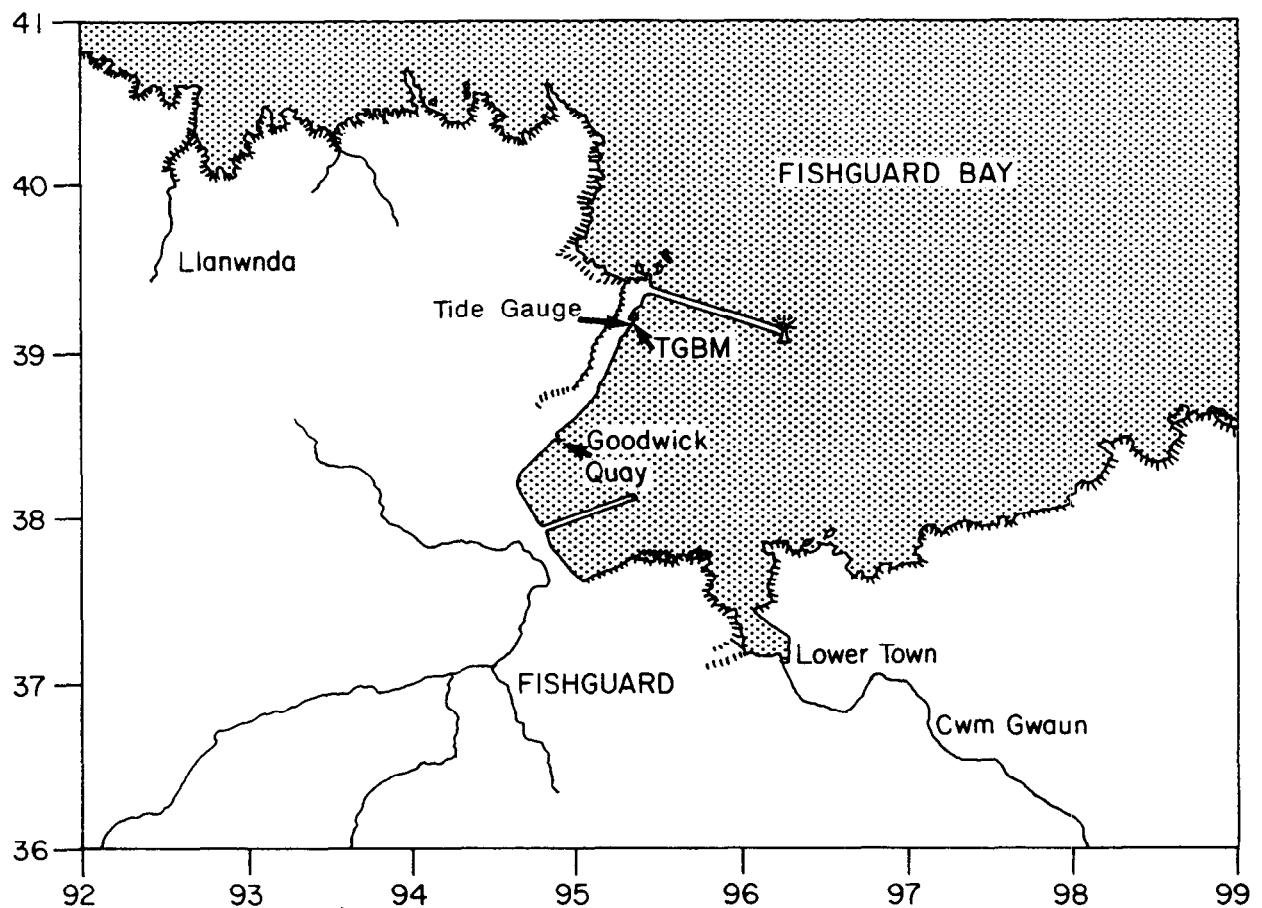 41
FISHGUARD BAY
40
Llanwnda
Tide Gauge
39
TGBM
Goodwick
Quay
38
Lower Town
37
FISHGUARD
Cwm Gwaun
36
92
93
94
95
96
97
98
99